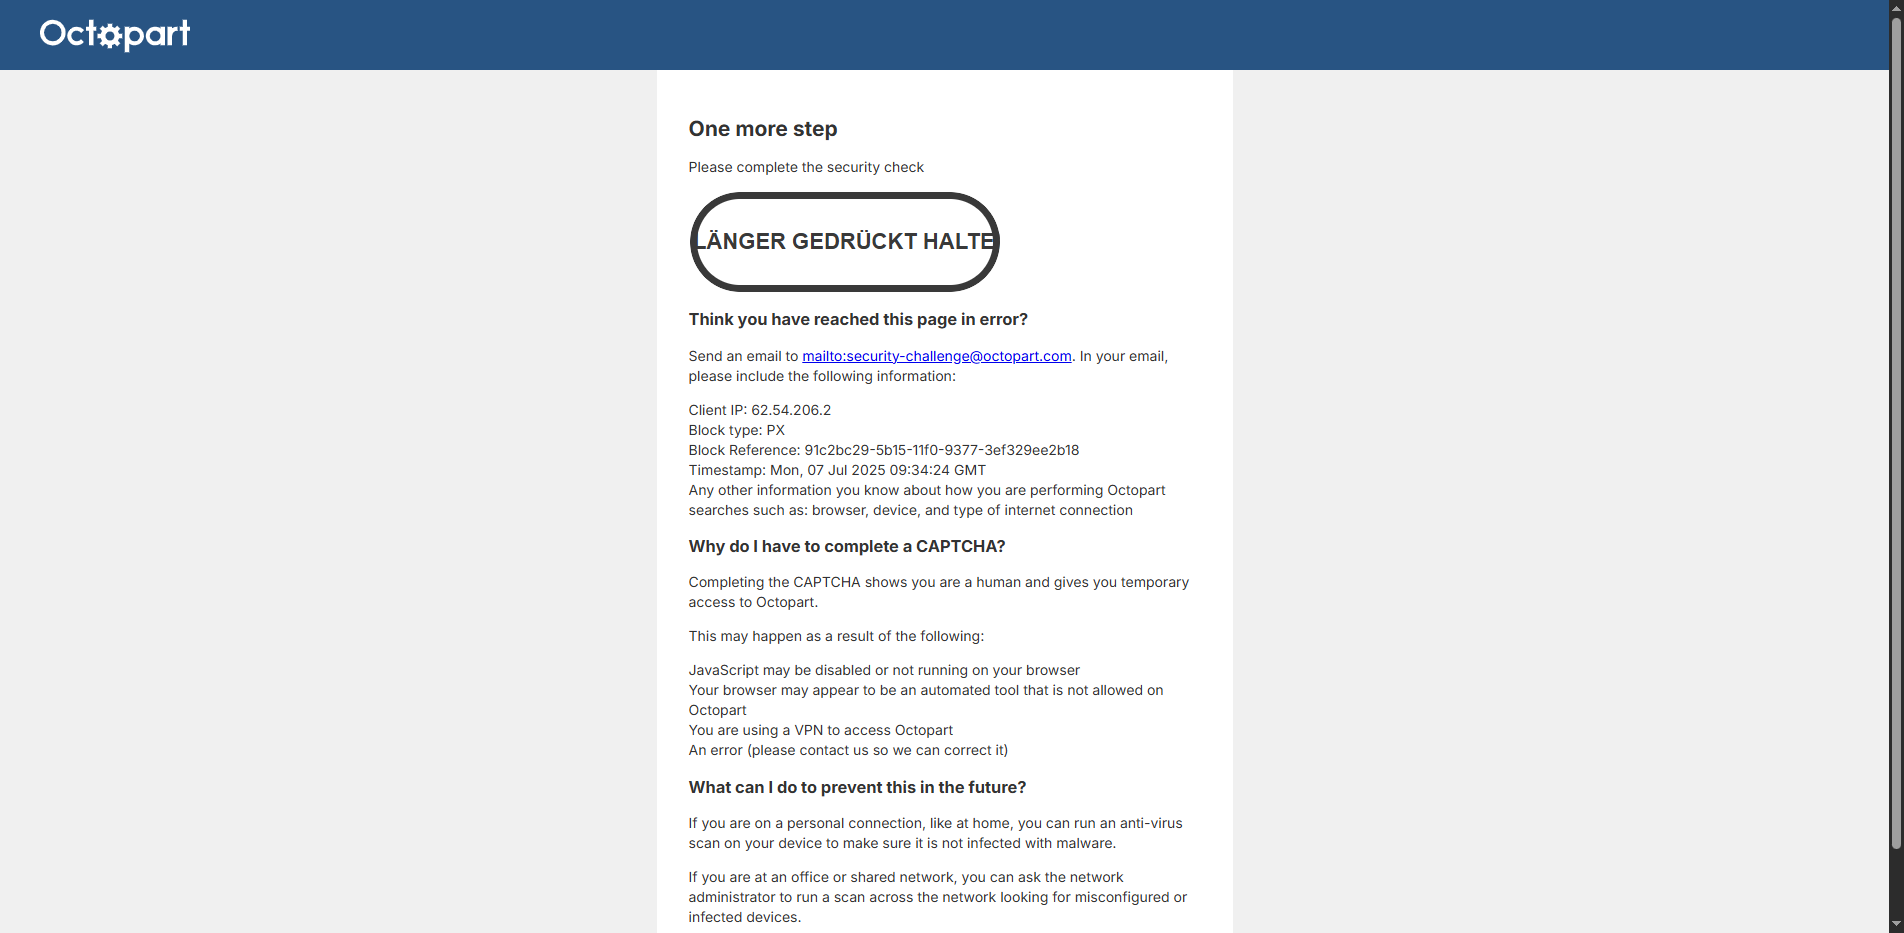 Octopart
One more step
Please complete the security check
LÄNGER GEDRÜCKT HALTE
Think you have reached this page in error?
Send an email to mailto:security-challenge@octopart.com. In your email,
please include the following information:
Client IP: 62.54.206.2
Block type: PX
Block Reference: 91c2bc29-5b15-11f0-9377-3ef329ee2b18
Timestamp: Mon, 07 Jul 2025 09:34:24 GMT
Any other information you know about how you are performing Octopart
searches such as: browser, device, and type of internet connection
Why do I have to complete a CAPTCHA?
Completing the CAPTCHA shows you are a human and gives you temporary
access to Octopart.
This may happen as a result of the following:
JavaScript may be disabled or not running on your browser
Your browser may appear to be an automated tool that is not allowed on
Octopart
You are using a VPN to access Octopart
An error (please contact us so we can correct it)
What can I do to prevent this in the future?
If you are on a personal connection, like at home, you can run an anti-virus
scan on your device to make sure it is not infected with malware.
If you are at an office or shared network, you can ask the network
administrator to run a scan across the network looking for misconfigured or
infected devices.